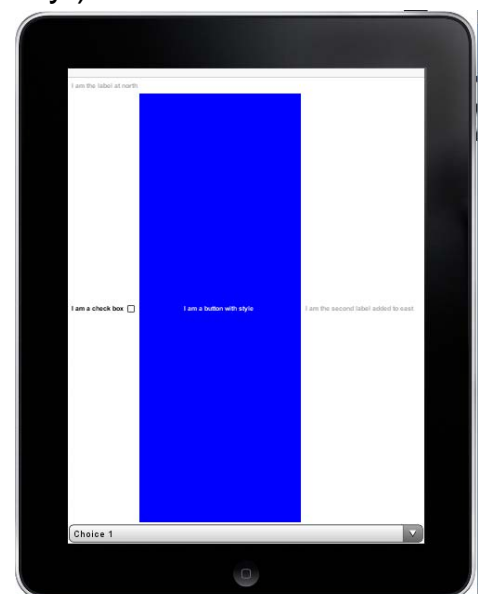 I am the label at north
I am a check box I am a button with style I am the second label added to east
Choice 1